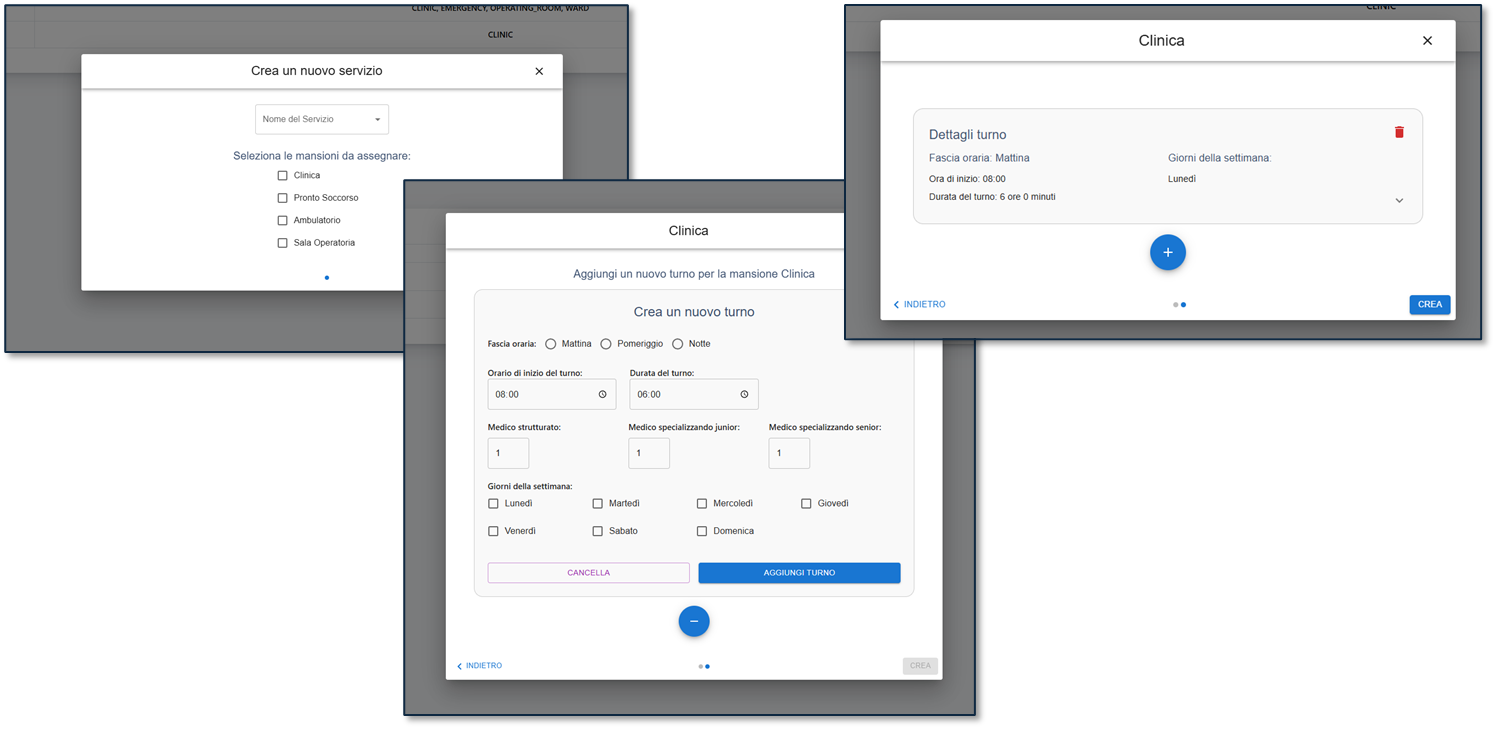 CLINIC, EMERGENCY, OPERATING_ROOM, WARD
CLINIC
Crea un nuovo servizio
Nome del Servizio
Seleziona le mansioni da assegnare:
Clinica
Pronto Soccorso
Ambulatorio
Sala Operatoria
Clinica
Aggiungi un nuovo turno per la mansione Clinica
Crea un nuovo turno
Fascia oraria: Mattina Pomeriggio Notte
Orario di inizio del turno: Durata del turno:
08:00 06:00
Medico strutturato: Medico specializzando junior: Medico specializzando senior:
1 1 1
Giorni della settimana:
Lunedì Martedì Mercoledì Giovedì
Venerdì Sabato Domenica
CANCELLA AGGIUNGI TURNO
INDIETRO CREA
CLINIC
Clinica
Dettagli turno
Fascia oraria: Mattina Giorni della settimana:
Ora di inizio: 08:00 Lunedì
Durata del turno: 6 ore 0 minuti
INDIETRO CREA